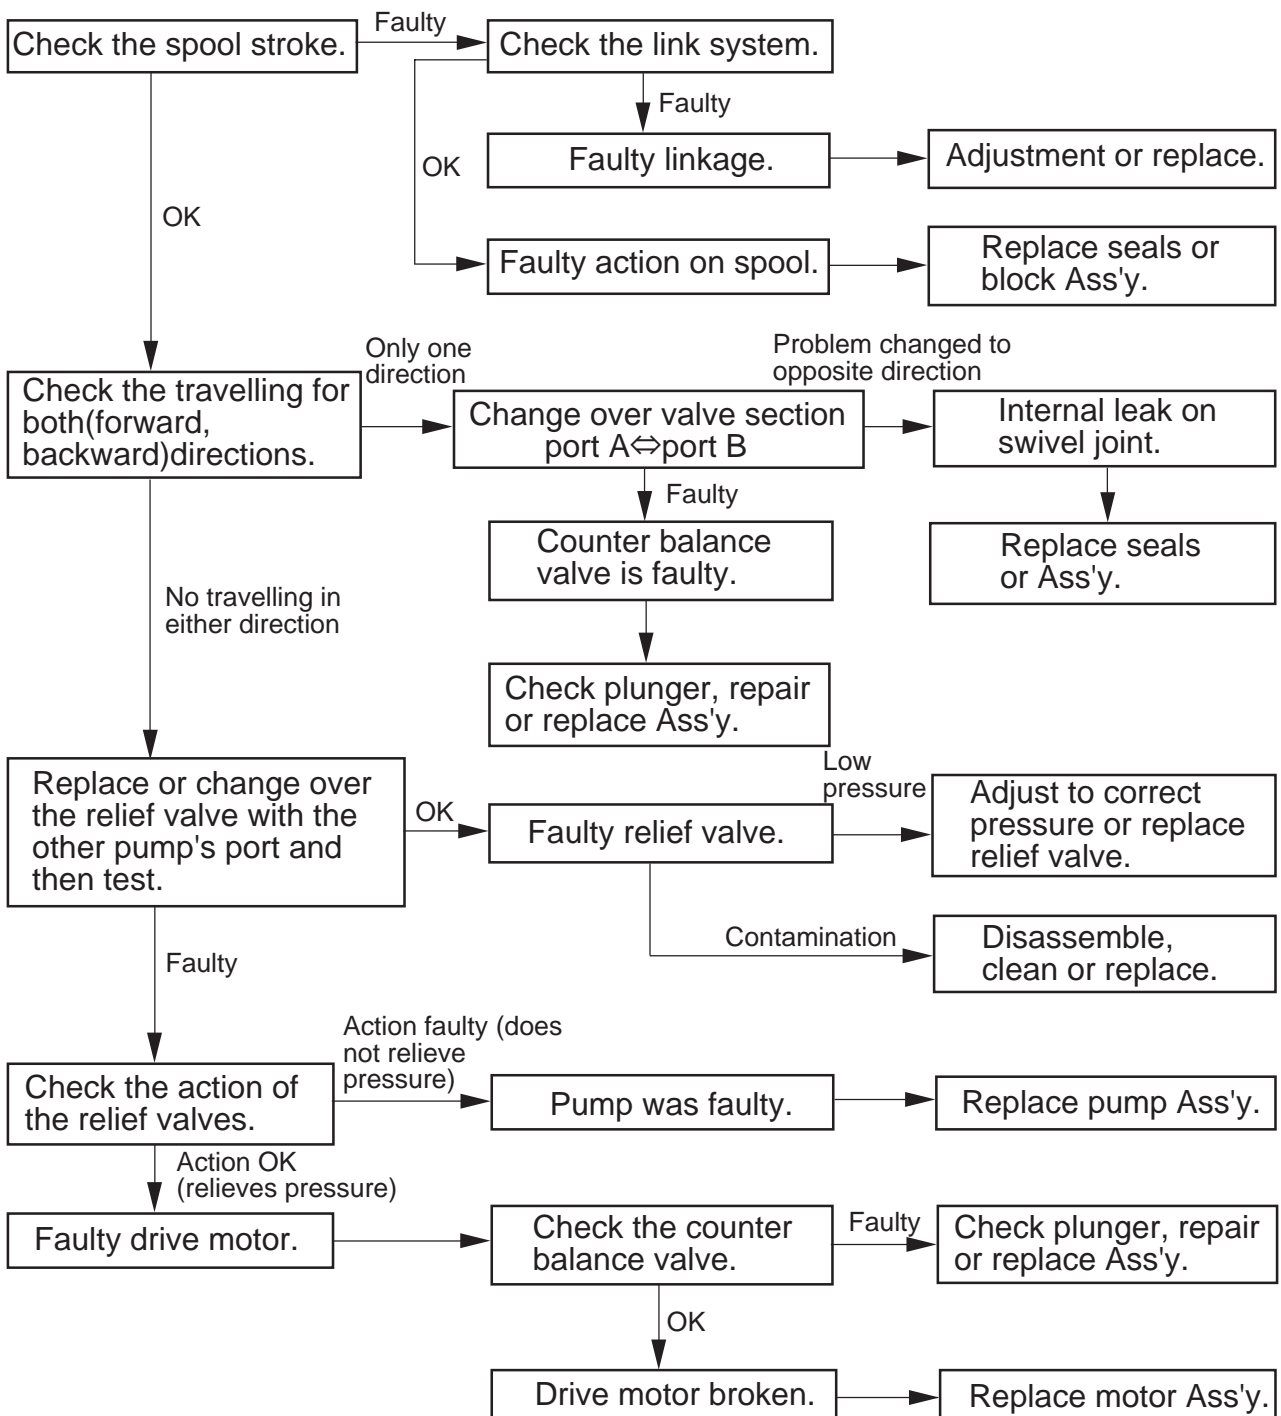 Check the spool stroke.
Faulty
Check the link system.
Faulty
OK
Faulty linkage.
Adjustment or replace.
OK
Faulty action on spool.
Replace seals or
block Ass'y.
Only one
direction
Problem changed to
opposite direction
Check the travelling for
both(forward,
backward)directions.
Change over valve section
port A⇔port B
Internal leak on
swivel joint.
Faulty
Counter balance
valve is faulty.
Replace seals
or Ass'y.
No travelling in
either direction
Check plunger, repair
or replace Ass'y.
Replace or change over
the relief valve with the
other pump's port and
then test.
OK
Faulty relief valve.
Low
pressure
Adjust to correct
pressure or replace
relief valve.
Contamination
Disassemble,
clean or replace.
Faulty
Action faulty (does
not relieve
pressure)
Check the action of
the relief valves.
Pump was faulty.
Replace pump Ass'y.
Action OK
(relieves pressure)
Faulty drive motor.
Check the counter
balance valve.
Faulty
Check plunger, repair
or replace Ass'y.
OK
Drive motor broken.
Replace motor Ass'y.